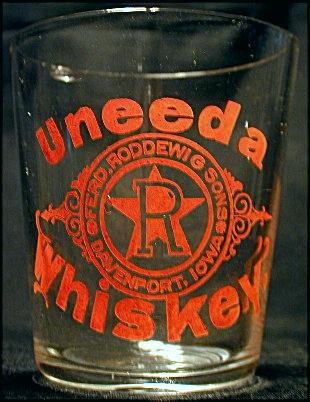 Uneeda
FERD. RODDEWIG SONS
R
DAVENPORT, IOWA
Whiskey